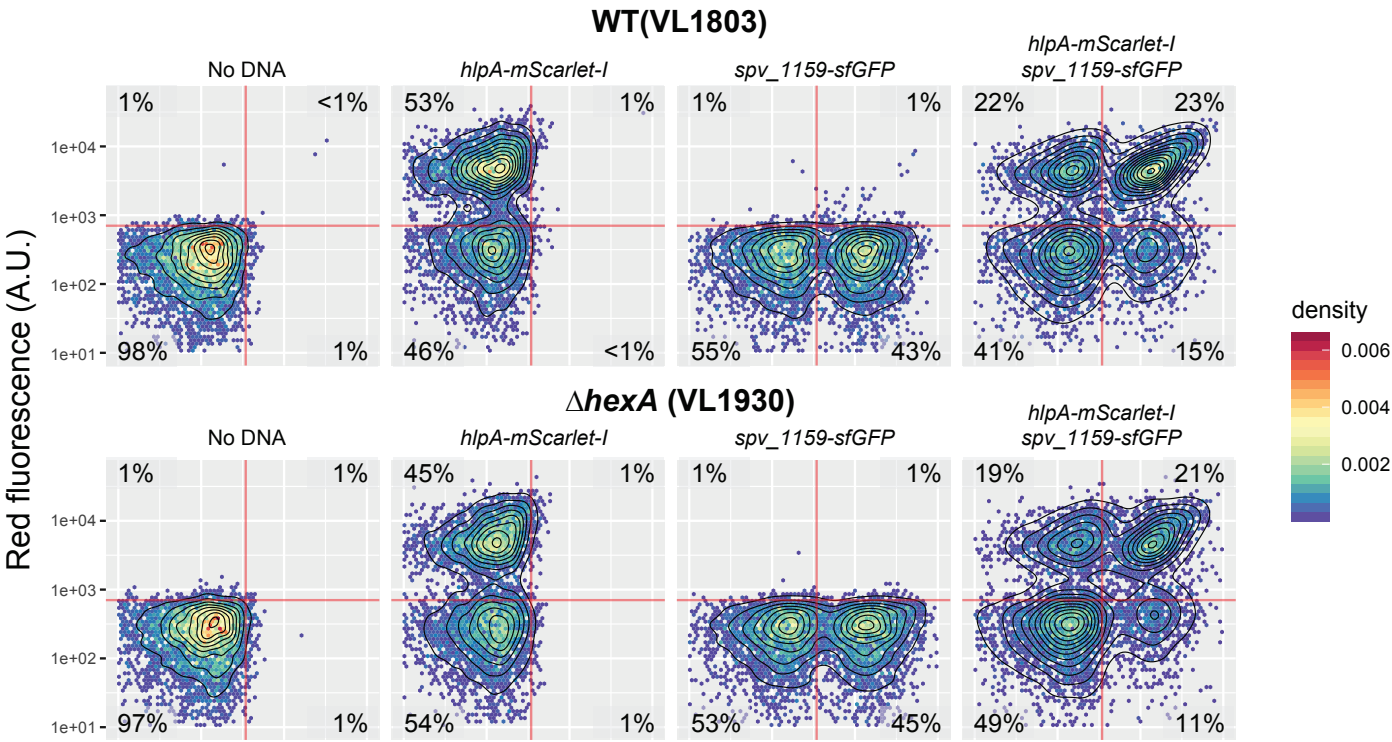 WT(VL1803)
No DNA
hlpA-mScarlet-I
spv_1159-sfGFP
hlpA-mScarlet-I
spv_1159-sfGFP
1% <1%
53% 1%
1% 1%
22% 23%
1e+04
1e+03
1e+02
1e+01
98% 1%
46% <1%
55% 43%
41% 15%
Red fluorescence (A.U.)
density
0.006
0.004
0.002
ΔhexA (VL1930)
No DNA
hlpA-mScarlet-I
spv_1159-sfGFP
hlpA-mScarlet-I
spv_1159-sfGFP
1% 1%
45% 1%
1% 1%
19% 21%
1e+04
1e+03
1e+02
1e+01
97% 1%
54% 1%
53% 45%
49% 11%